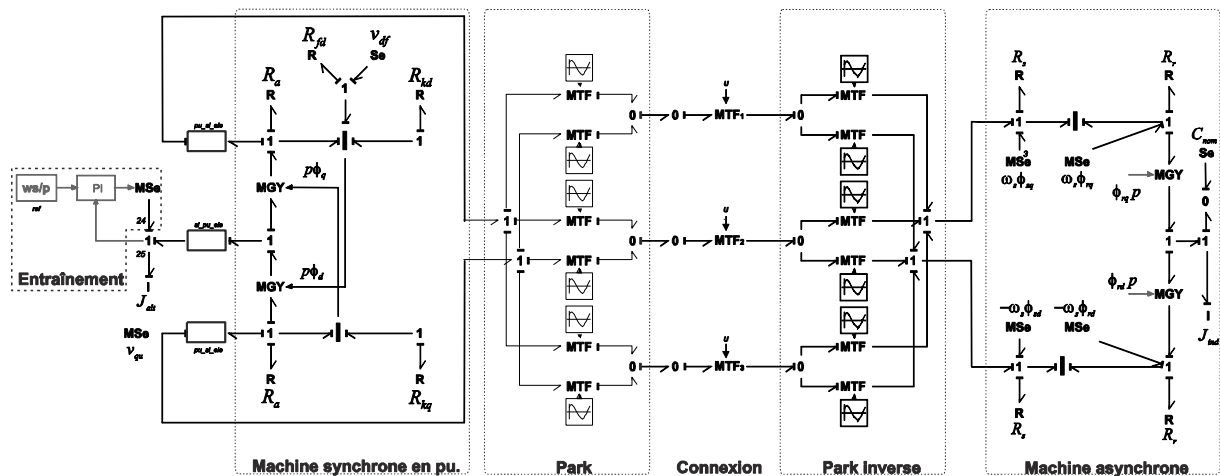 R_fd
R
v_df
Se
1
R_a
R
R_kd
R
pu_si_ele
1
1
pϕ_q
MGY
ws/p
ref
PI
MSe
24
1
25
Entraînement
J_alt
I
si_pu_ele
1
pϕ_d
MGY
MSe
v_qu
pu_si_ele
1
1
R
R_a
R
R_kq
Machine synchrone en pu.
1
1
MTF
MTF
0
MTF
MTF
0
MTF
MTF
0
Park
0
u
MTF1
0
u
MTF2
0
u
MTF3
Connexion
0
MTF
MTF
0
MTF
MTF
0
MTF
MTF
1
1
Park Inverse
R_s
R
1
3
MSe
ω_sϕ_sq
MSe
ω_sϕ_rq
R_r
R
1
C_nom
Se
0
ϕ_rq p
MGY
1
1
ϕ_rd p
MGY
I
J_ind
-ω_sϕ_sd
MSe
-ω_sϕ_rd
MSe
1
1
R
R_s
R
R_r
Machine asynchrone